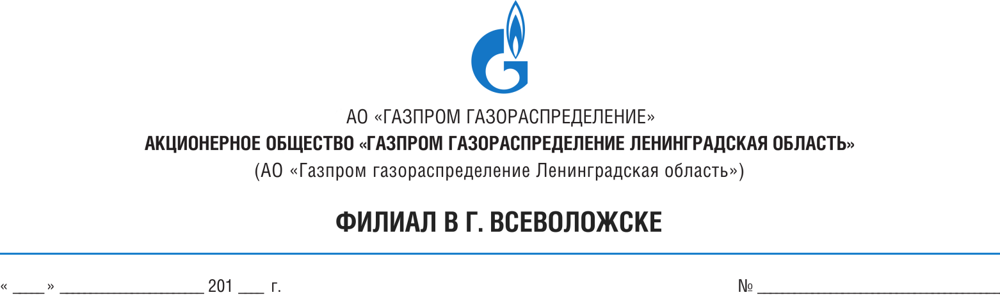 АО «ГАЗПРОМ ГАЗОРАСПРЕДЕЛЕНИЕ»
АКЦИОНЕРНОЕ ОБЩЕСТВО «ГАЗПРОМ ГАЗОРАСПРЕДЕЛЕНИЕ ЛЕНИНГРАДСКАЯ ОБЛАСТЬ»
(АО «Газпром газораспределение Ленинградская область»)
ФИЛИАЛ В Г. ВСЕВОЛОЖСКЕ
« ____ » __________________ 201 ___ г. № ______________________________